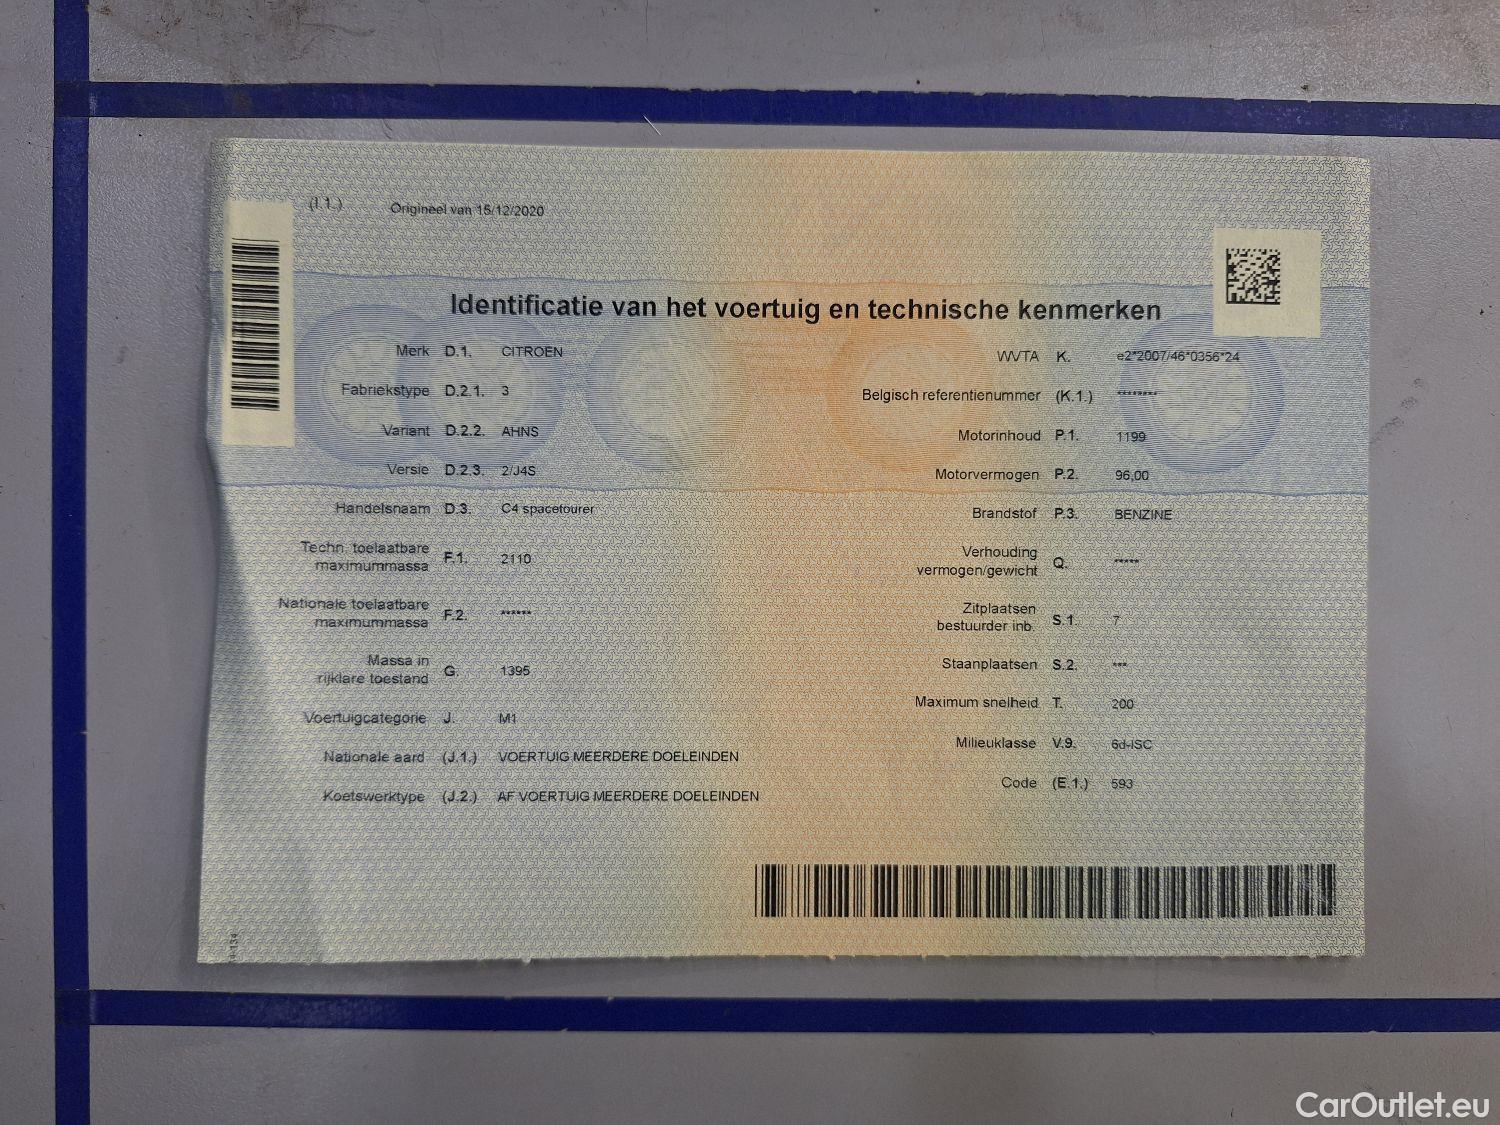 (I.1.) Origineel van 15/12/2020
Identificatie van het voertuig en technische kenmerken
Merk D.1. CITROEN
Fabriekstype D.2.1. 3
Variant D.2.2. AHNS
Versie D.2.3. 2/J4S
Handelsnaam D.3. C4 spacetourer
Techn. toelaatbare
maximummassa F.1. 2110
Nationale toelaatbare
maximummassa F.2. ******
Massa in
rijklare toestand G. 1395
Voertuigcategorie J. M1
Nationale aard (J.1.) VOERTUIG MEERDERE DOELEINDEN
Koetswerktype (J.2.) AF VOERTUIG MEERDERE DOELEINDEN
WVTA K. e2*2007/46*0356*24
Belgisch referentienummer (K.1.) ********
Motorinhoud P.1. 1199
Motorvermogen P.2. 96,00
Brandstof P.3. BENZINE
Verhouding
vermogen/gewicht Q. *****
Zitplaatsen
bestuurder inb. S.1. 7
Staanplaatsen S.2. ***
Maximum snelheid T. 200
Milieuklasse V.9. 6d-ISC
Code (E.1.) 593
14-134
CarOutlet.eu